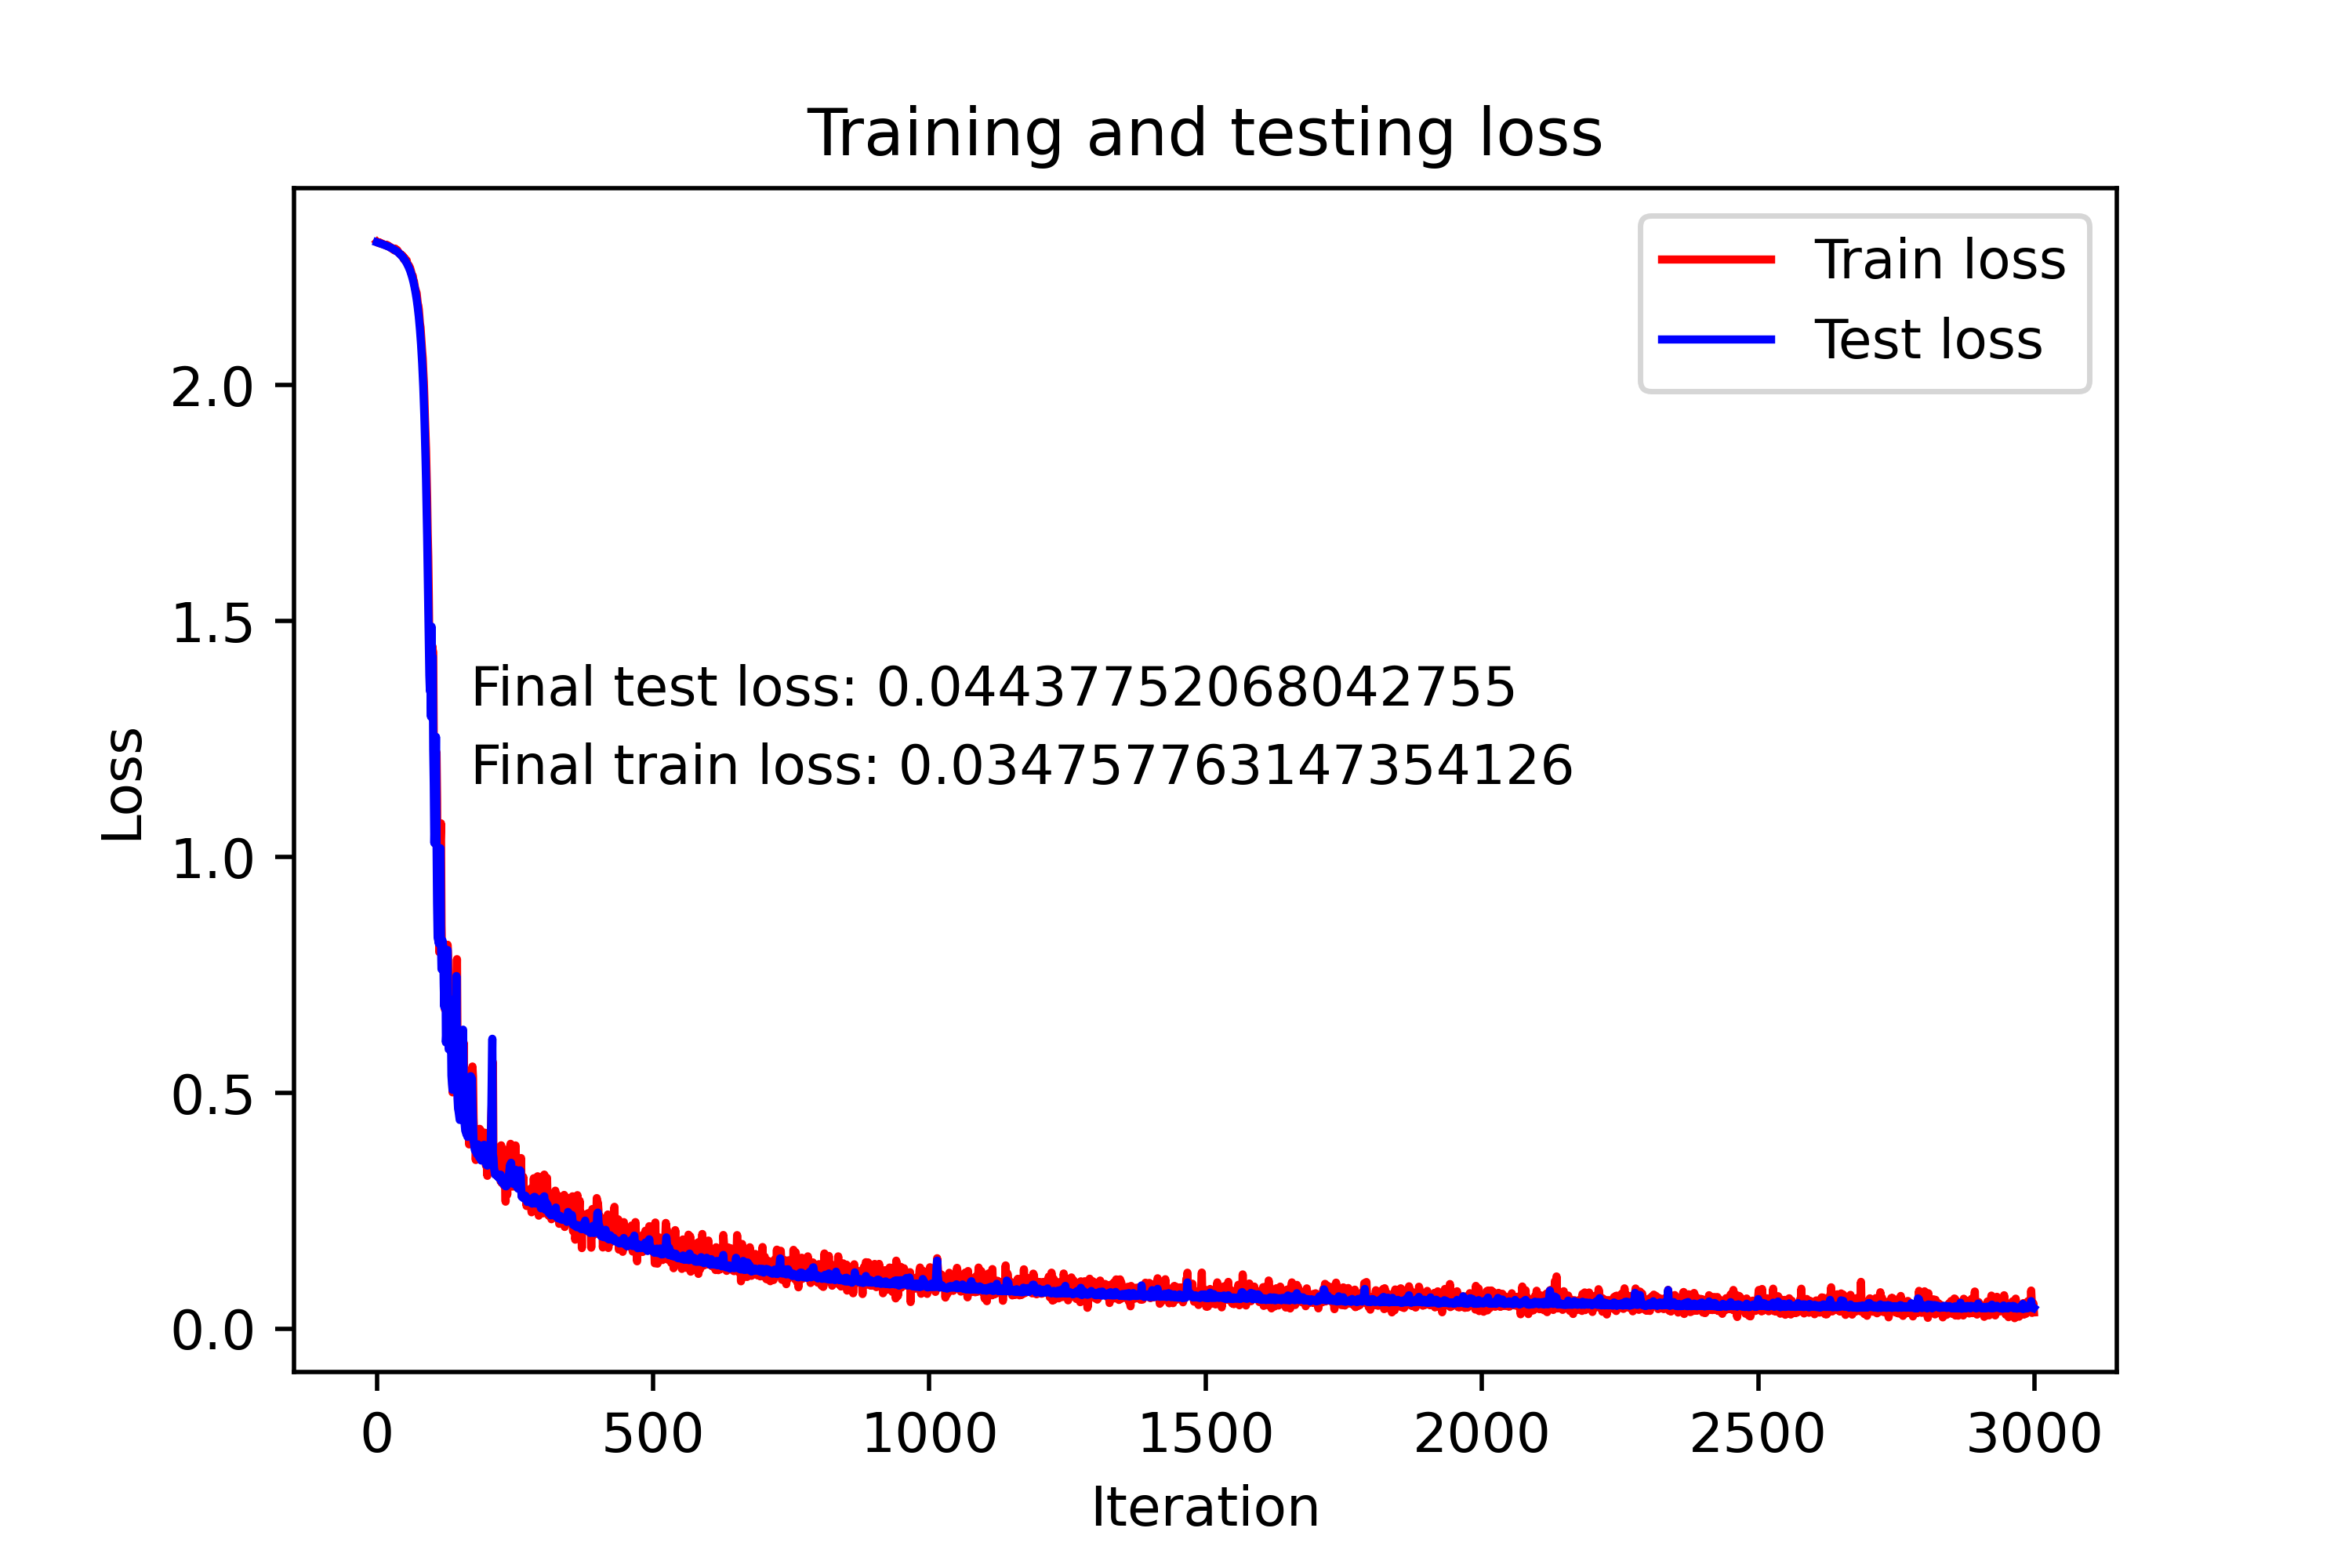 Training and testing loss
Train loss
Test loss
2.0
1.5
Final test loss: 0.04437752068042755
Final train loss: 0.034757763147354126
Loss
1.0
0.5
0.0
0 500 1000 1500 2000 2500 3000
Iteration